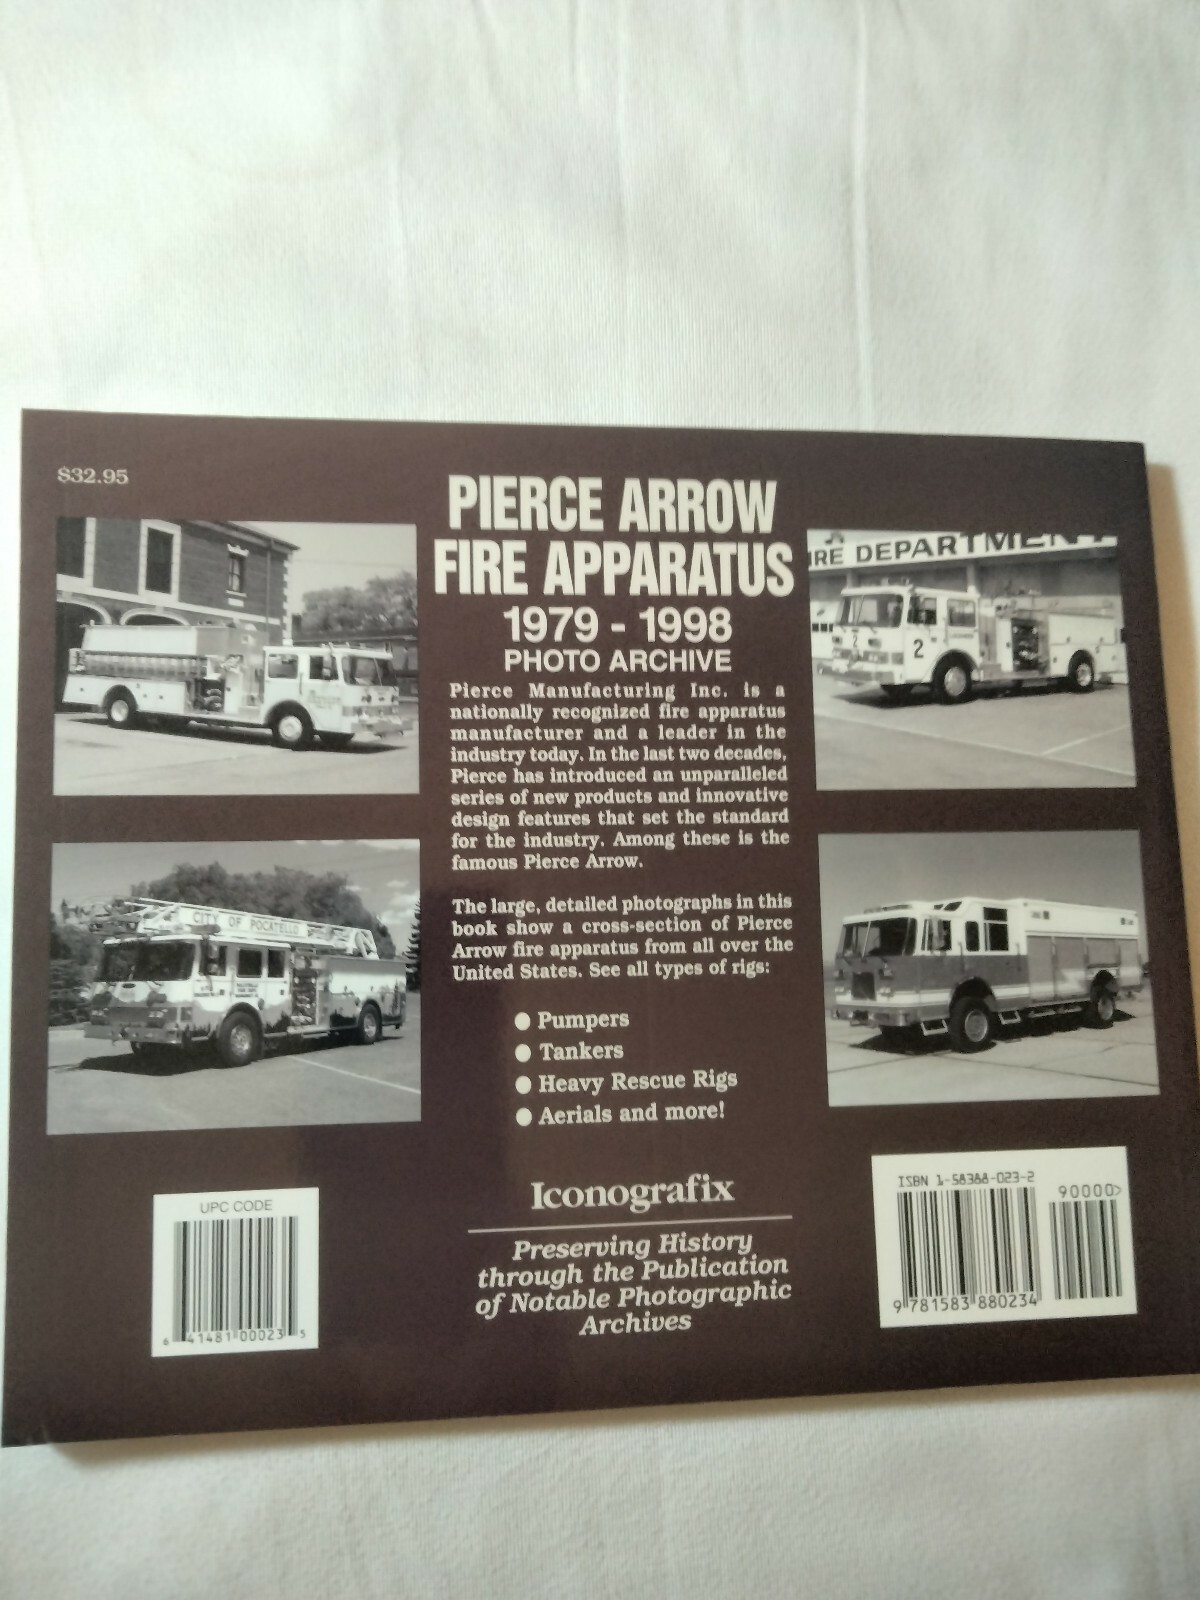 $32.95
PIERCE ARROW
FIRE APPARATUS
1979 - 1998
PHOTO ARCHIVE
Pierce Manufacturing Inc. is a
nationally recognized fire apparatus
manufacturer and a leader in the
industry today. In the last two decades,
Pierce has introduced an unparalleled
series of new products and innovative
design features that set the standard
for the industry. Among these is the
famous Pierce Arrow.
The large, detailed photographs in this
book show a cross-section of Pierce
Arrow fire apparatus from all over the
United States. See all types of rigs:
● Pumpers
● Tankers
● Heavy Rescue Rigs
● Aerials and more!
Iconografix
Preserving History
through the Publication
of Notable Photographic
Archives
IRE DEPARTMENT
2
2
CITY OF POCATELLO
UPC CODE
6 41481 00023 5
ISBN 1-58388-023-2
90000>
9 781583 880234